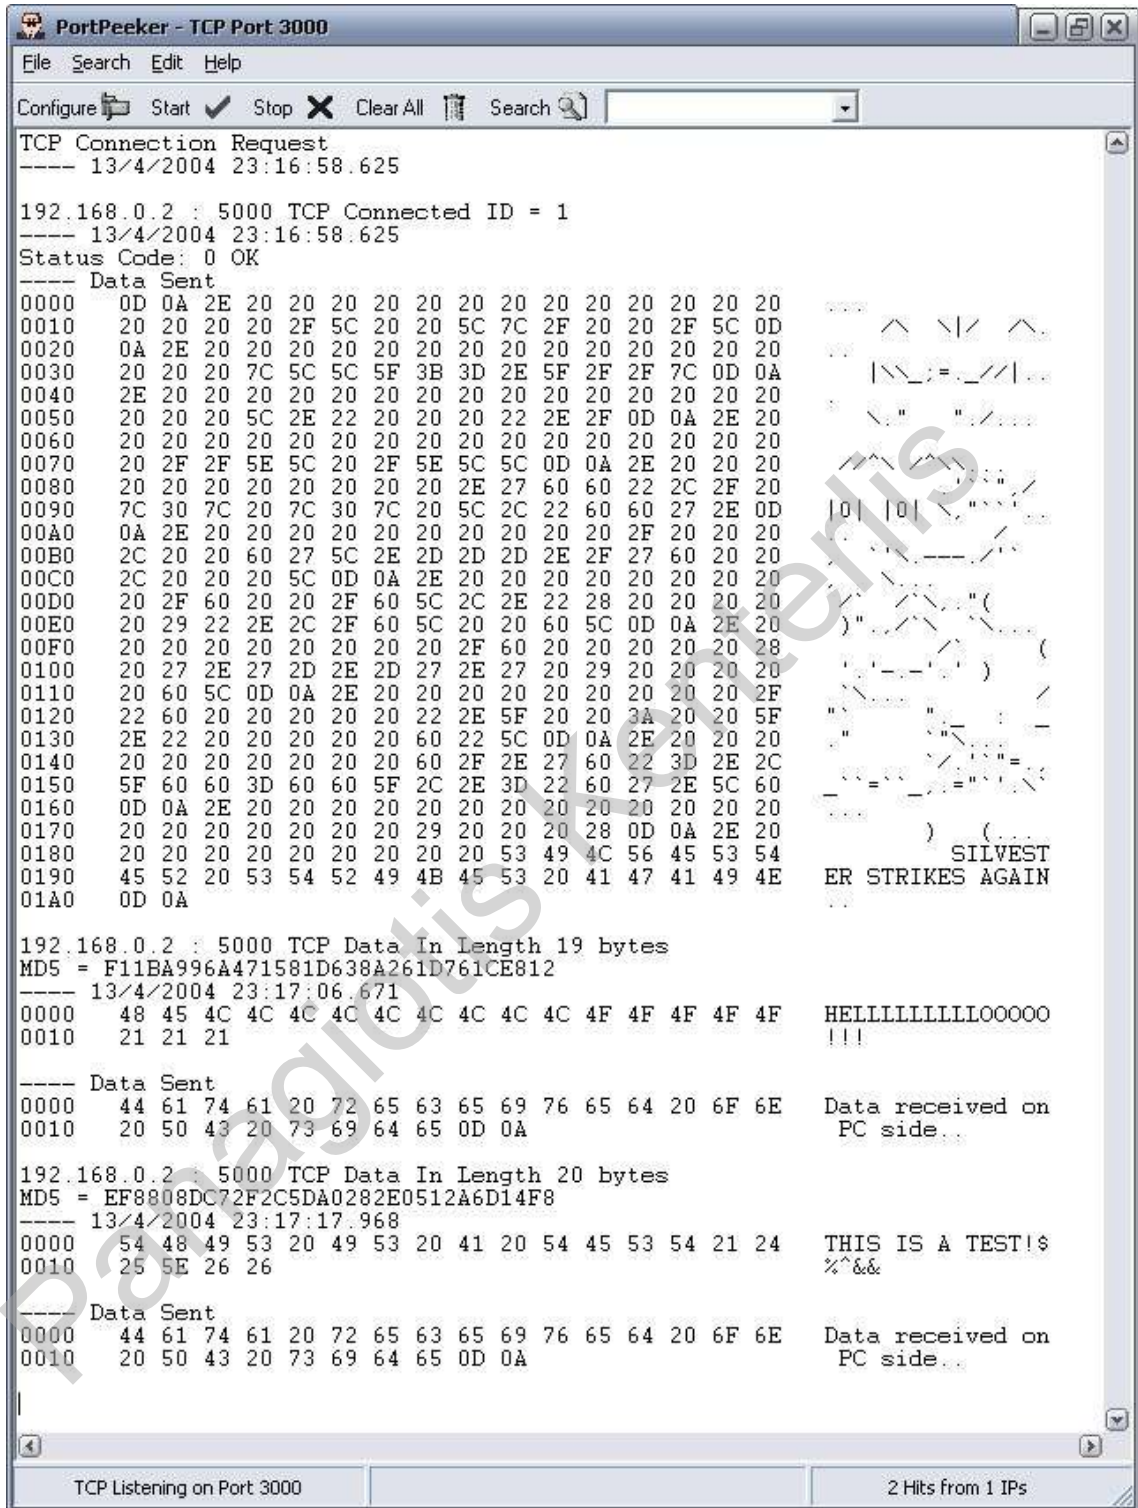 PortPeeker - TCP Port 3000
File Search Edit Help
Configure Start Stop Clear All Search
TCP Connection Request
---- 13/4/2004 23:16:58.625
192.168.0.2 : 5000 TCP Connected ID = 1
---- 13/4/2004 23:16:58.625
Status Code: 0 OK
---- Data Sent
0000 0D 0A 2E 20 20 20 20 20 20 20 20 20 20 20 20 20 ...
0010 20 20 20 20 2F 5C 20 20 5C 7C 2F 20 20 2F 5C 0D /\ \|/ /\.
0020 0A 2E 20 20 20 20 20 20 20 20 20 20 20 20 20 20 ..
0030 20 20 20 7C 5C 5C 5F 3B 3D 2E 5F 2F 2F 7C 0D 0A |\\_;=._//|..
0040 2E 20 20 20 20 20 20 20 20 20 20 20 20 20 20 20 .
0050 20 20 20 5C 2E 22 20 20 20 22 2E 2F 0D 0A 2E 20 \." "./...
0060 20 20 20 20 20 20 20 20 20 20 20 20 20 20 20 20
0070 20 2F 2F 5E 5C 20 2F 5E 5C 5C 0D 0A 2E 20 20 20 //^\ /^\\...
0080 20 20 20 20 20 20 20 20 2E 27 60 60 22 2C 2F 20 .'``",/
0090 7C 30 7C 20 7C 30 7C 20 5C 2C 22 60 60 27 2E 0D |0| |0| \,"``'..
00A0 0A 2E 20 20 20 20 20 20 20 20 20 20 2F 20 20 20 .. /
00B0 2C 20 20 60 27 5C 2E 2D 2D 2D 2E 2F 27 60 20 20 , `'\.---./'`
00C0 2C 20 20 20 5C 0D 0A 2E 20 20 20 20 20 20 20 20 , \...
00D0 20 2F 60 20 20 2F 60 5C 2C 2E 22 28 20 20 20 20 /` /`\,."(
00E0 20 29 22 2E 2C 2F 60 5C 20 20 60 5C 0D 0A 2E 20 )".,/`\ `\...
00F0 20 20 20 20 20 20 20 20 2F 60 20 20 20 20 20 28 /` (
0100 20 27 2E 27 2D 2E 2D 27 2E 27 20 29 20 20 20 20 '.'-.-'.' )
0110 20 60 5C 0D 0A 2E 20 20 20 20 20 20 20 20 20 2F `\... /
0120 22 60 20 20 20 20 20 22 2E 5F 20 20 3A 20 20 5F "` "._ : _
0130 2E 22 20 20 20 20 20 60 22 5C 0D 0A 2E 20 20 20 ." `"\...
0140 20 20 20 20 20 20 60 2F 2E 27 60 22 3D 2E 2C `/.'`"=.,
0150 5F 60 60 3D 60 60 5F 2C 2E 3D 22 60 27 2E 5C 60 _``=``_,.="`'.\`
0160 0D 0A 2E 20 20 20 20 20 20 20 20 20 20 20 20 20 ...
0170 20 20 20 20 20 20 20 29 20 20 20 28 0D 0A 2E 20 ) (...
0180 20 20 20 20 20 20 20 20 20 53 49 4C 56 45 53 54 SILVEST
0190 45 52 20 53 54 52 49 4B 45 53 20 41 47 41 49 4E ER STRIKES AGAIN
01A0 0D 0A ..
192.168.0.2 : 5000 TCP Data In Length 19 bytes
MD5 = F11BA996A471581D638A261D761CE812
---- 13/4/2004 23:17:06.671
0000 48 45 4C 4C 4C 4C 4C 4C 4C 4C 4C 4F 4F 4F 4F 4F HELLLLLLLLLOOOOO
0010 21 21 21 !!!
---- Data Sent
0000 44 61 74 61 20 72 65 63 65 69 76 65 64 20 6F 6E Data received on
0010 20 50 43 20 73 69 64 65 0D 0A PC side..
192.168.0.2 : 5000 TCP Data In Length 20 bytes
MD5 = EF8808DC72F2C5DA0282E0512A6D14F8
---- 13/4/2004 23:17:17.968
0000 54 48 49 53 20 49 53 20 41 20 54 45 53 54 21 24 THIS IS A TEST!$
0010 25 5E 26 26 %^&&
---- Data Sent
0000 44 61 74 61 20 72 65 63 65 69 76 65 64 20 6F 6E Data received on
0010 20 50 43 20 73 69 64 65 0D 0A PC side..
TCP Listening on Port 3000
2 Hits from 1 IPs
Panagiotis Kenterlis